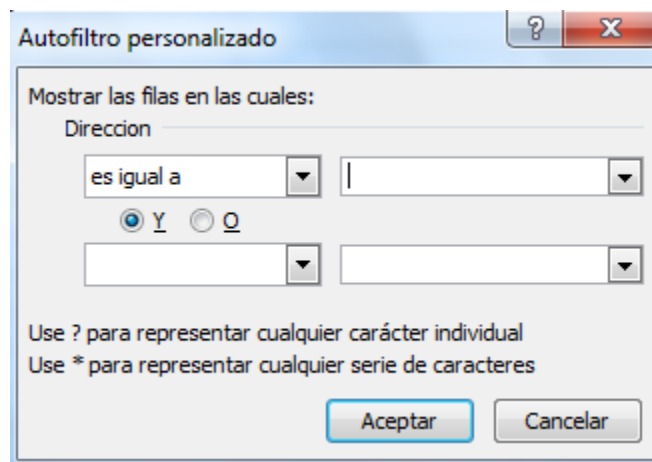 Autofiltro personalizado
Mostrar las filas en las cuales:
Direccion
es igual a
Y O
Use ? para representar cualquier carácter individual
Use * para representar cualquier serie de caracteres
Aceptar Cancelar